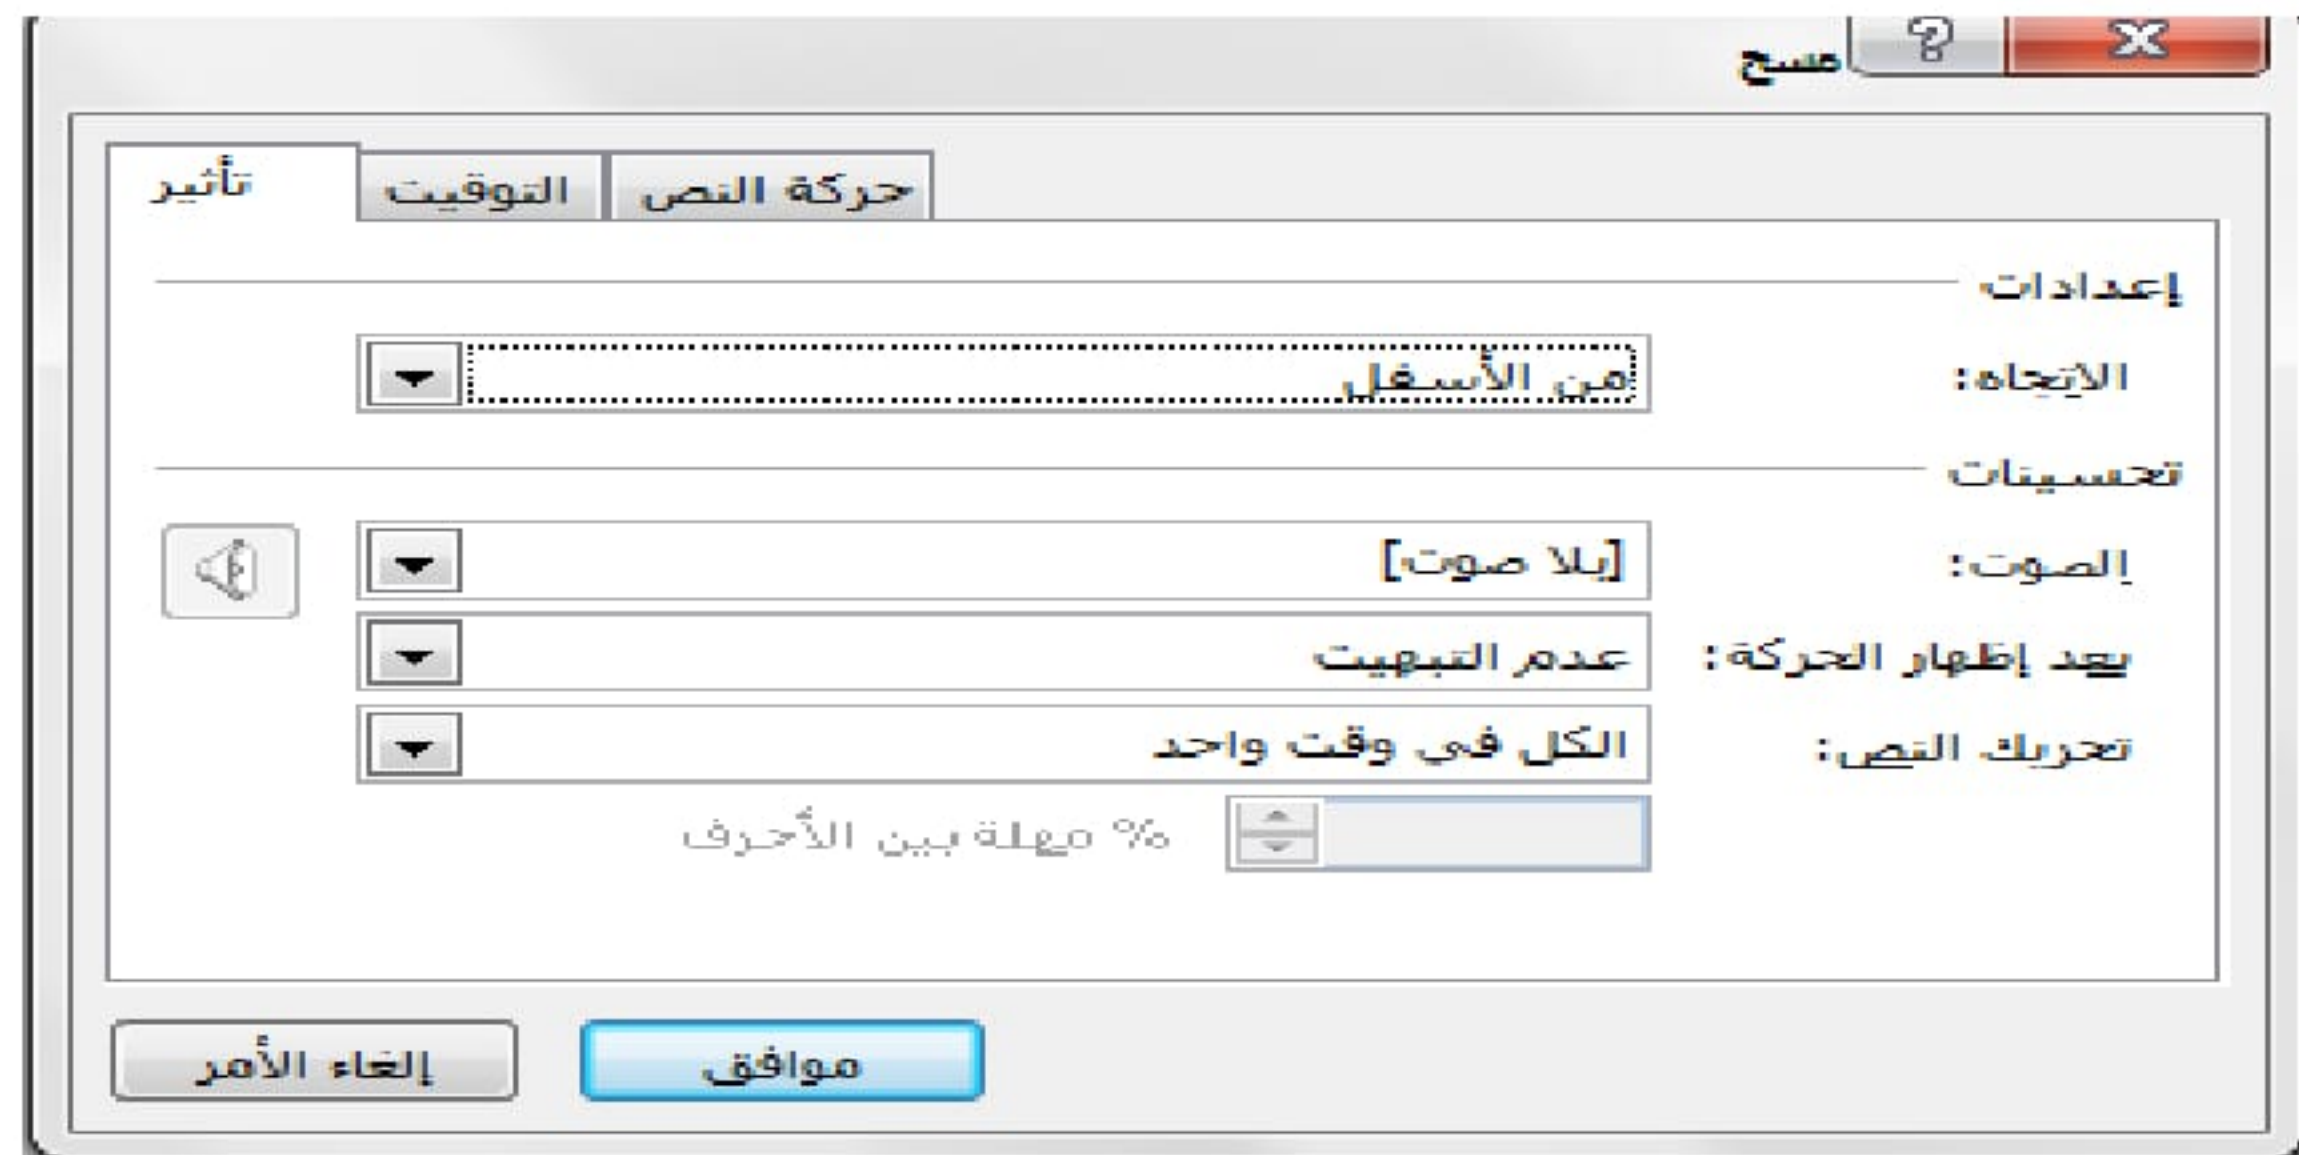 مسح
تأثير التوقيت حركة النص
إعدادات
الاتجاه: من الأسفل
تحسينات
الصوت: [بلا صوت]
بعد إظهار الحركة: عدم التبهيت
تحريك النص: الكل في وقت واحد
% مهلة بين الأحرف
موافق إلغاء الأمر